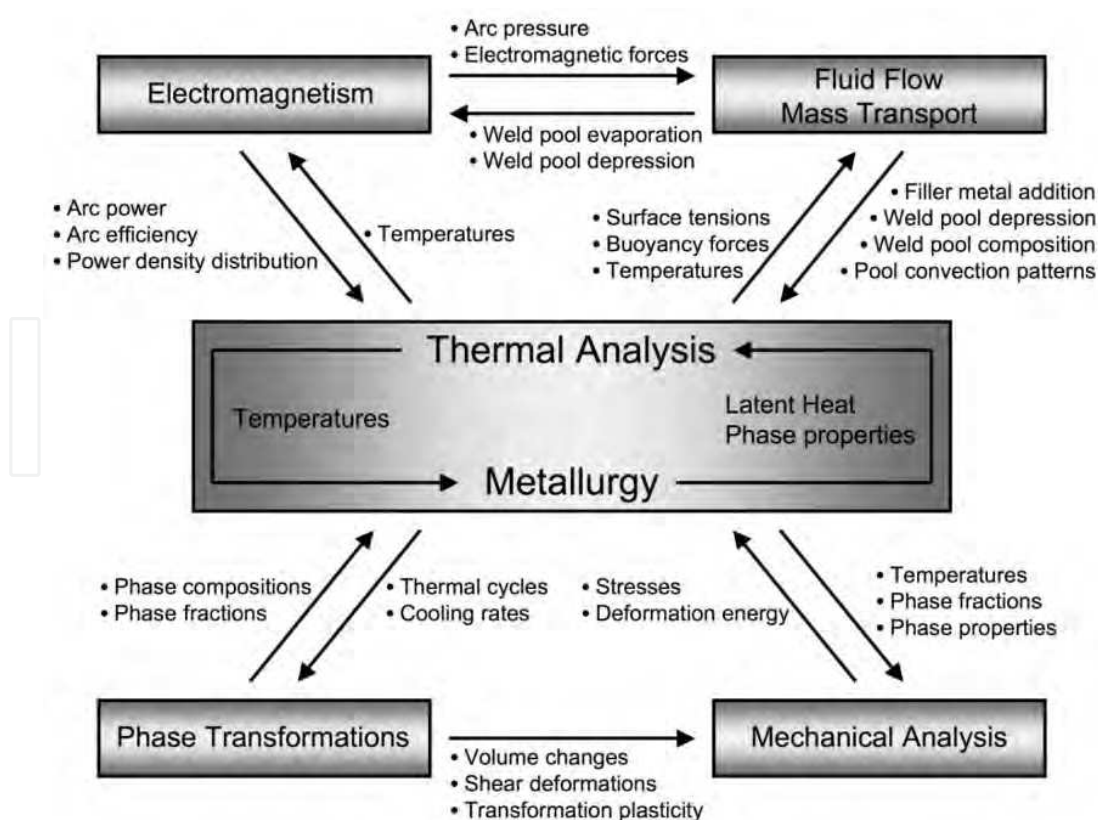 • Arc pressure
• Electromagnetic forces
Electromagnetism
Fluid Flow
Mass Transport
• Weld pool evaporation
• Weld pool depression
• Arc power
• Arc efficiency
• Power density distribution
• Temperatures
• Surface tensions
• Buoyancy forces
• Temperatures
• Filler metal addition
• Weld pool depression
• Weld pool composition
• Pool convection patterns
Thermal Analysis
Temperatures
Latent Heat
Phase properties
Metallurgy
• Phase compositions
• Phase fractions
• Thermal cycles
• Cooling rates
• Stresses
• Deformation energy
• Temperatures
• Phase fractions
• Phase properties
Phase Transformations
Mechanical Analysis
• Volume changes
• Shear deformations
• Transformation plasticity